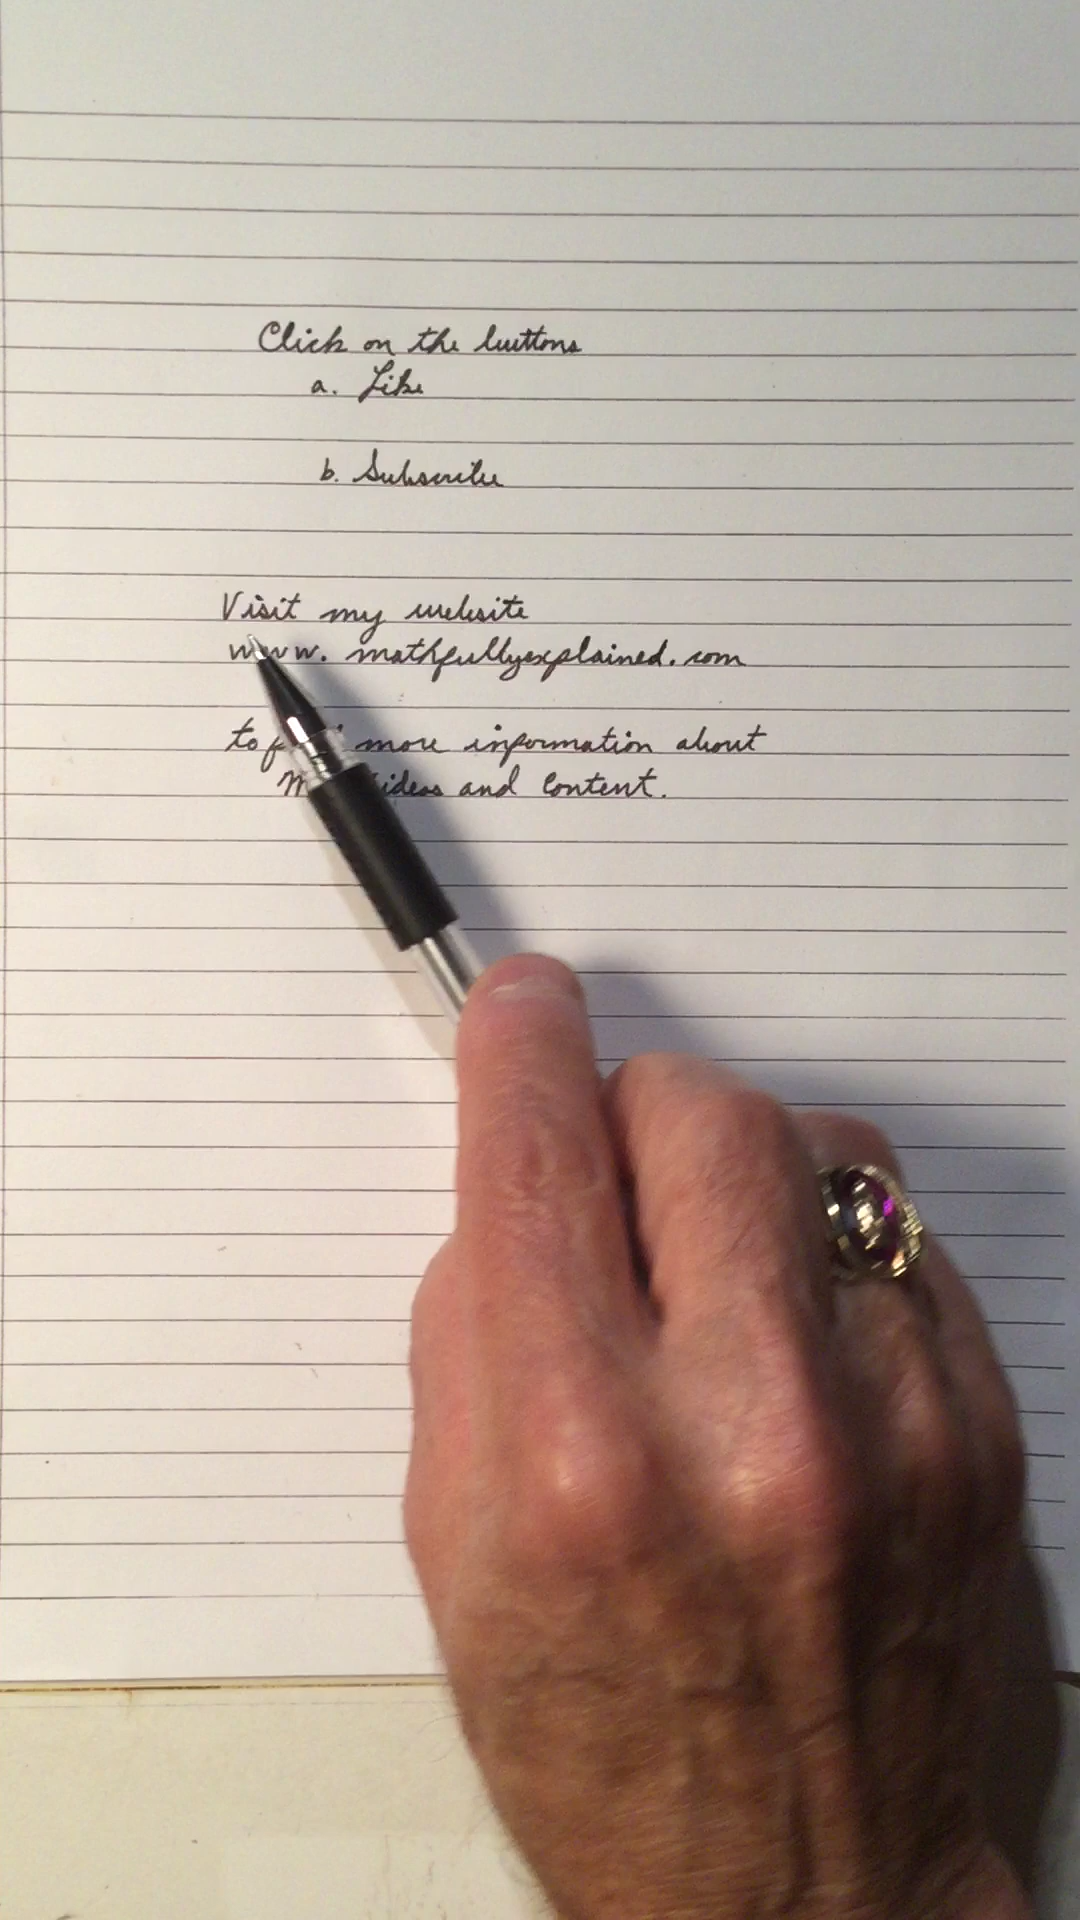 Click on the buttons
a. Like
b. Subscribe
Visit my website
www.mathfullyexplained.com
to more information about
and Content.